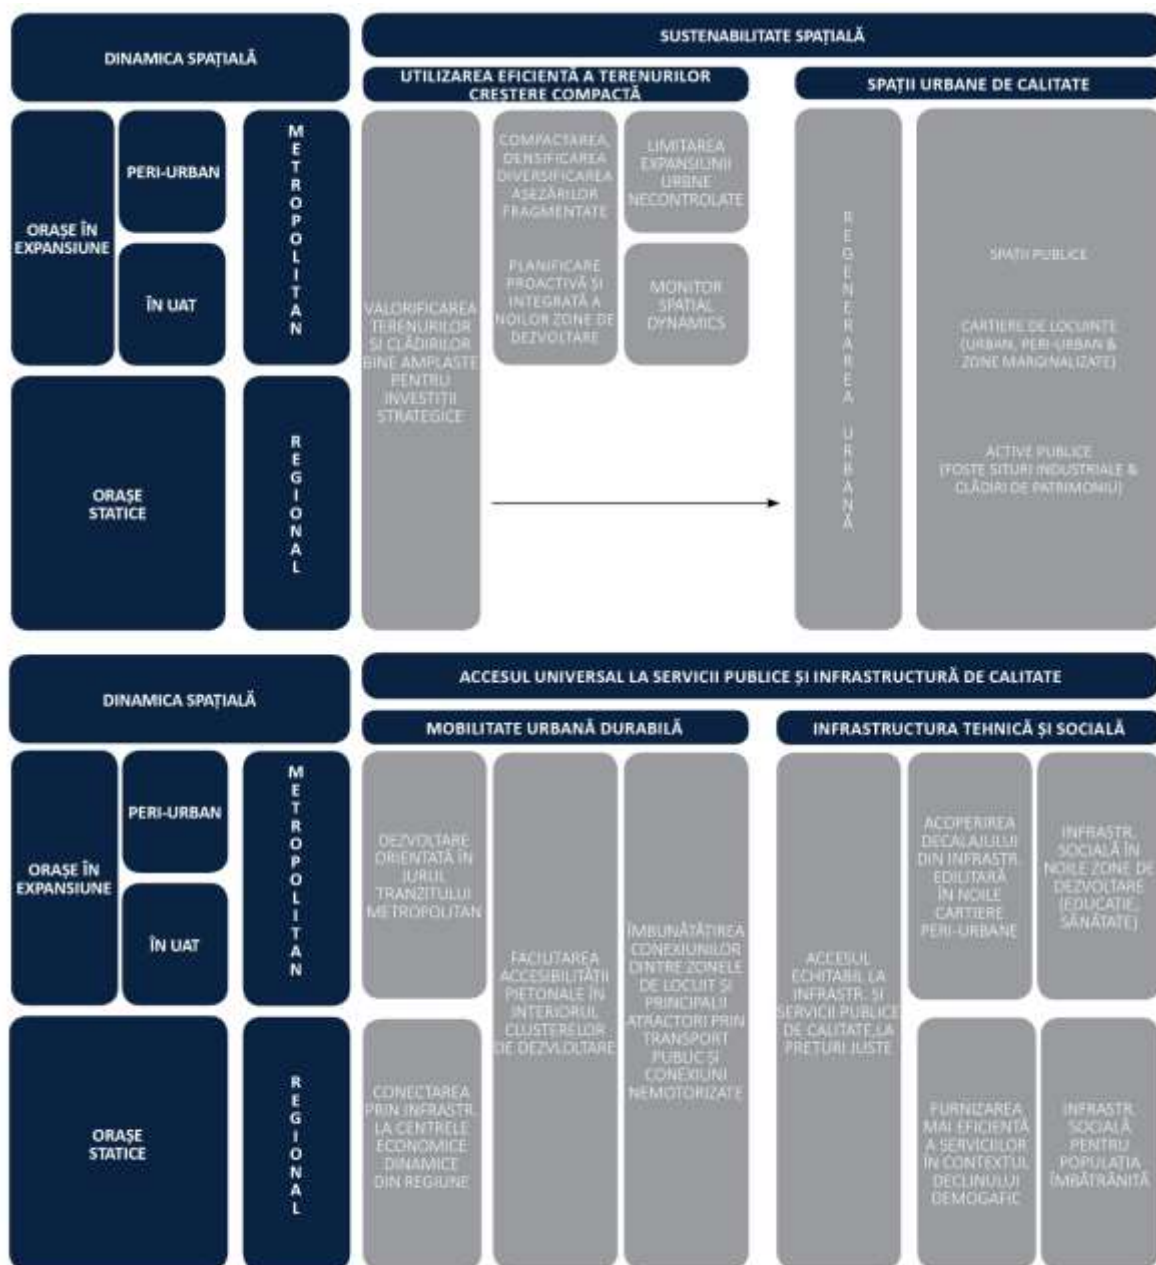 DINAMICA SPAȚIALĂ
SUSTENABILITATE SPAȚIALĂ
UTILIZAREA EFICIENTĂ A TERENURILOR
CREȘTERE COMPACTĂ
SPAȚII URBANE DE CALITATE
ORAȘE ÎN
EXPANSIUNE
PERI-URBAN
ÎN UAT
METROPOLITAN
ORAȘE
STATICE
REGIONAL
VALORIFICAREA
TERENURILOR
SI CLĂDIRILOR
BINE AMPLASTE
PENTRU
INVESTIȚII
STRATEGICE
COMPACTAREA,
DENSIFICAREA
DIVERSIFICAREA
AȘEZĂRILOR
FRAGMENTATE
PLANIFICARE
PROACTIVĂ ȘI
INTEGRATĂ A
NOILOR ZONE DE
DEZVOLTARE
LIMITAREA
EXPANSIUNII
URBNE
NECONTROLATE
MONITOR
SPATIAL
DYNAMICS
REGENERAREA URBANĂ
SPAȚII PUBLICE
CARTIERE DE LOCUINȚE
(URBAN, PERI-URBAN &
ZONE MARGINALIZATE)
ACTIVE PUBLICE
(FOSTE SITURI INDUSTRIALE &
CLĂDIRI DE PATRIMONIU)
DINAMICA SPAȚIALĂ
ACCESUL UNIVERSAL LA SERVICII PUBLICE ȘI INFRASTRUCTURĂ DE CALITATE
MOBILITATE URBANĂ DURABILĂ
INFRASTRUCTURA TEHNICĂ ȘI SOCIALĂ
ORAȘE ÎN
EXPANSIUNE
PERI-URBAN
ÎN UAT
METROPOLITAN
ORAȘE
STATICE
REGIONAL
DEZVOLTARE
ORIENTATĂ ÎN
JURUL
TRANZITULUI
METROPOLITAN
CONECTAREA
PRIN INFRASTR.
LA CENTRELE
ECONOMICE
DINAMICE
DIN REGIUNE
FACIUTAREA
ACCESIBILITĂȚII
PIETONALE ÎN
INTERIORUL
CLUSTERELOR
DE DEZVLOLTARE
ÎMBUNĂTĂȚIREA
CONEXIUNILOR
DINTRE ZONELE
DE LOCUIT ȘI
PRINCIPALII
ATRACTORI PRIN
TRANSPORT
PUBLIC ȘI
CONEXIUNI
NEMOTORIZATE
ACCESUL
ECHITABIL LA
INFRASTR. ȘI
SERVICII PUBLICE
DE CALITATE,LA
PREȚURI JUSTE
ACOPERIREA
DECALAJULUI
DIN INFRASTR.
EDILITARĂ
ÎN NOILE
CARTIERE
PERI-URBANE
INFRASTR.
SOCIALĂ ÎN
NOILE ZONE DE
DEZVOLTARE
(EDUCAȚIE,
SĂNĂTATE)
FURNIZAREA
MAI EFICIENTĂ
A SERVICIILOR
ÎN CONTEXTUL
DECLINULUI
DEMOGAFIC
INFRASTR.
SOCIALĂ
PENTRU
POPULAȚIA
ÎMBĂTRÂNITĂ